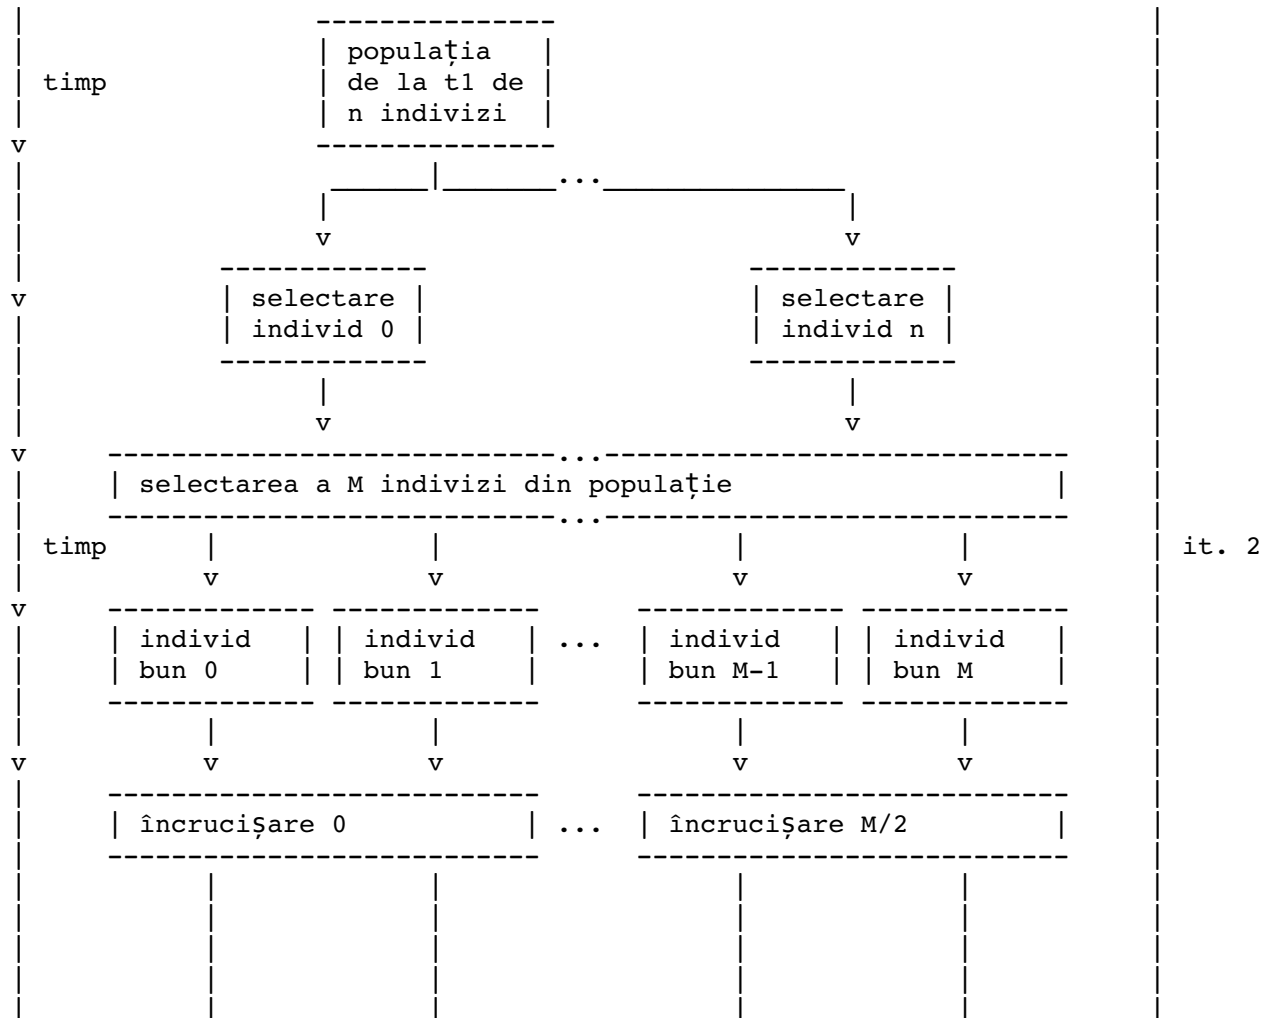 populația
timp de la t1 de
n indivizi
v
...
v v
v selectare selectare
individ 0 individ n
v v
v ...
selectarea a M indivizi din populație
...
timp it. 2
v v v v
v
individ individ ... individ individ
bun 0 bun 1 bun M-1 bun M
v v v v v
încrucișare 0 ... încrucișare M/2